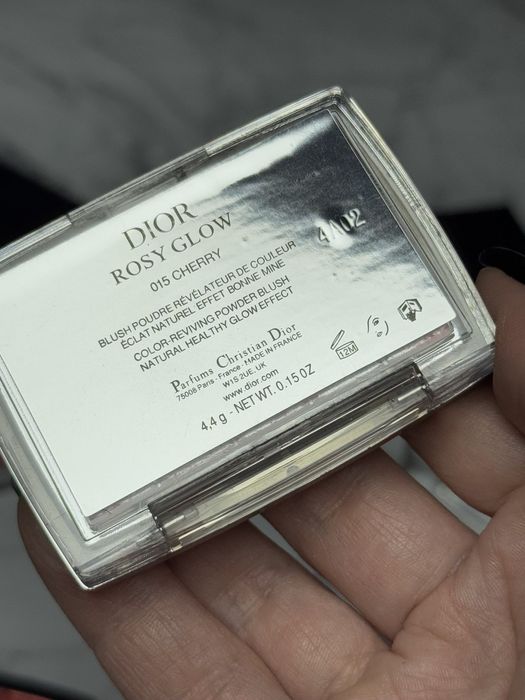 DIOR
ROSY GLOW
015 CHERRY
4A02
BLUSH POUDRE RÉVÉLATEUR DE COULEUR
ÉCLAT NATUREL EFFET BONNE MINE
COLOR-REVIVING POWDER BLUSH
NATURAL HEALTHY GLOW EFFECT
Parfums Christian Dior
75008 Paris - France - MADE IN FRANCE
W1S 2UE, UK
www.dior.com
4,4 g - NET WT. 0.15 OZ
12M